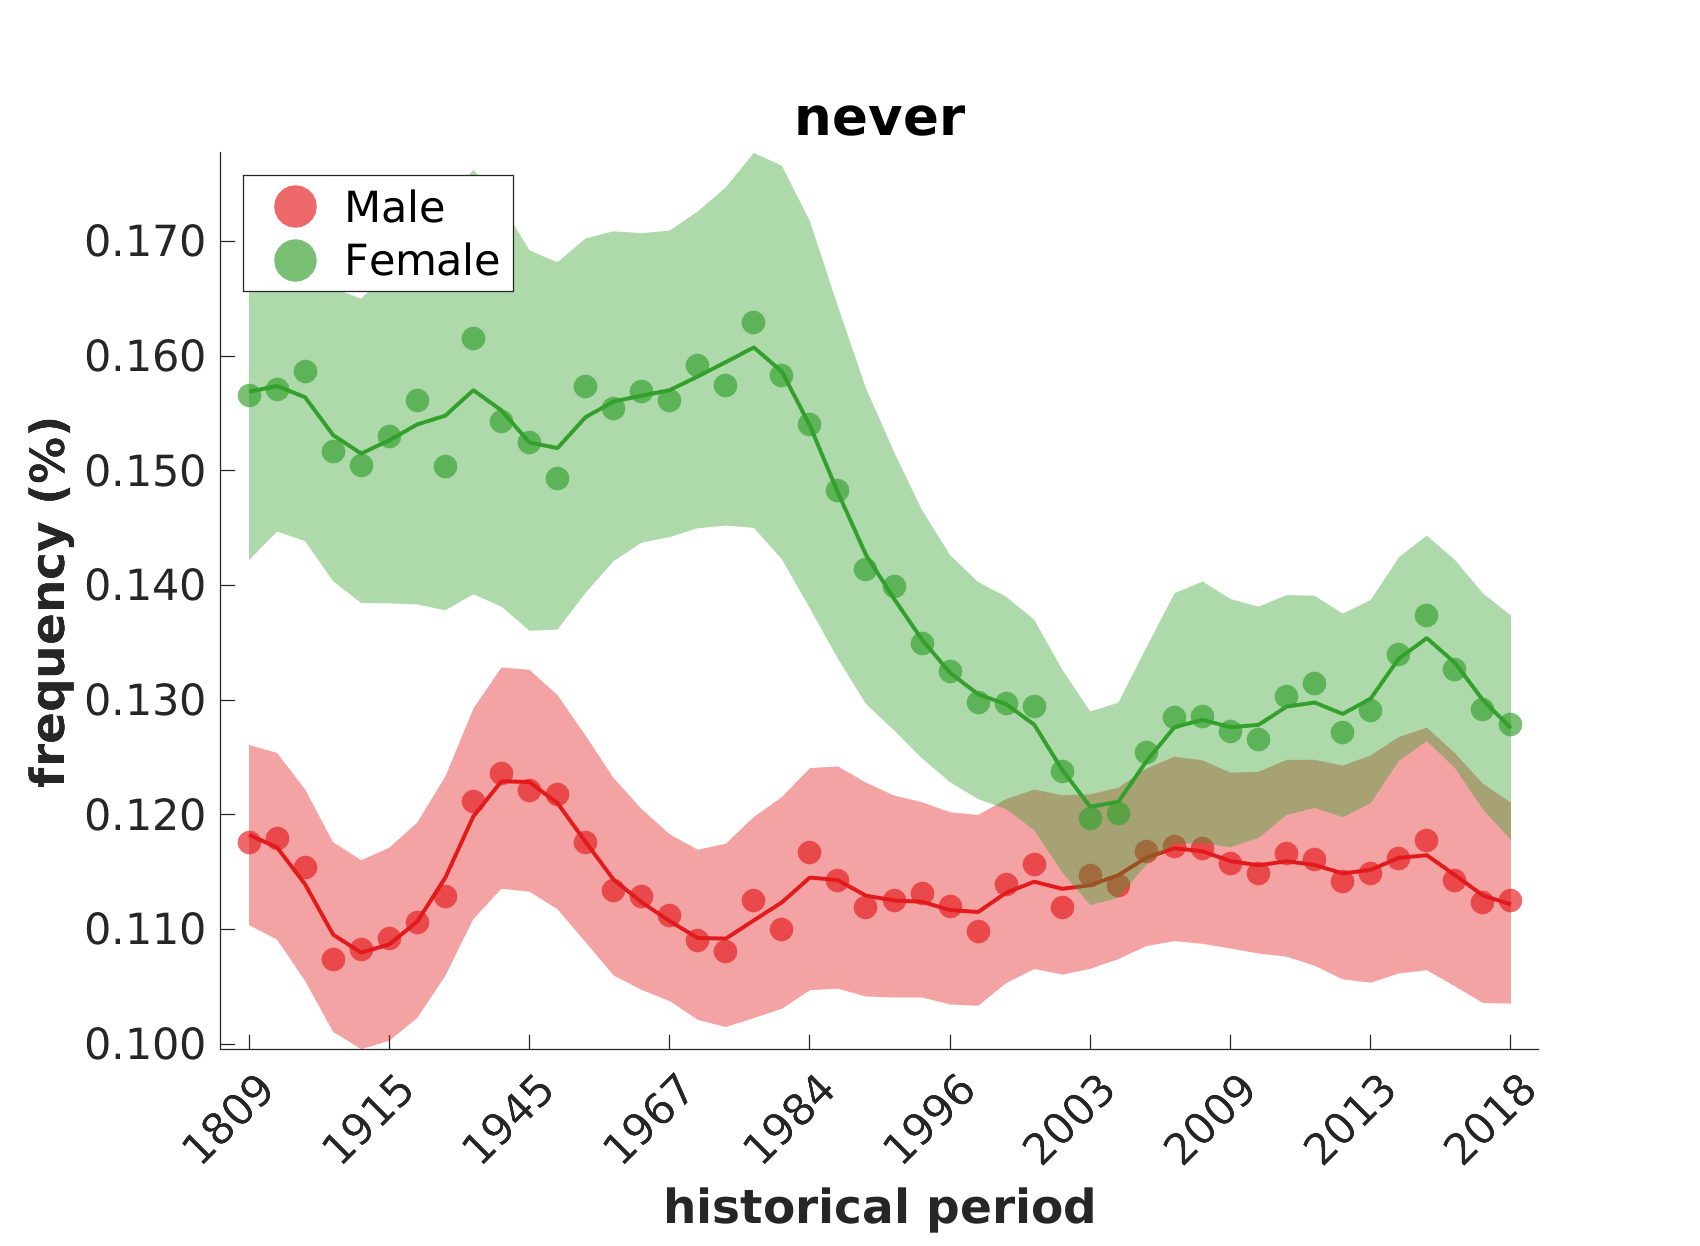 never
Male
Female
0.170
0.160
0.150
0.140
0.130
0.120
0.110
0.100
frequency (%)
1809 1915 1945 1967 1984 1996 2003 2009 2013 2018
historical period